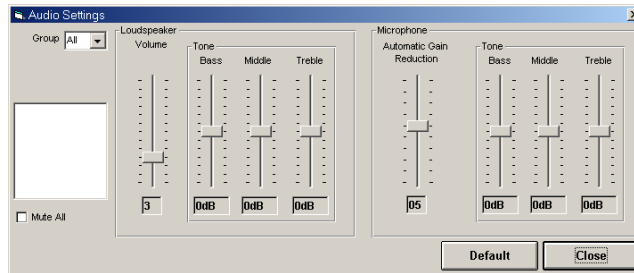 Audio Settings
Group All
Mute All
Loudspeaker
Volume
3
Tone
Bass Middle Treble
0dB 0dB 0dB
Microphone
Automatic Gain
Reduction
05
Tone
Bass Middle Treble
0dB 0dB 0dB
Default Close